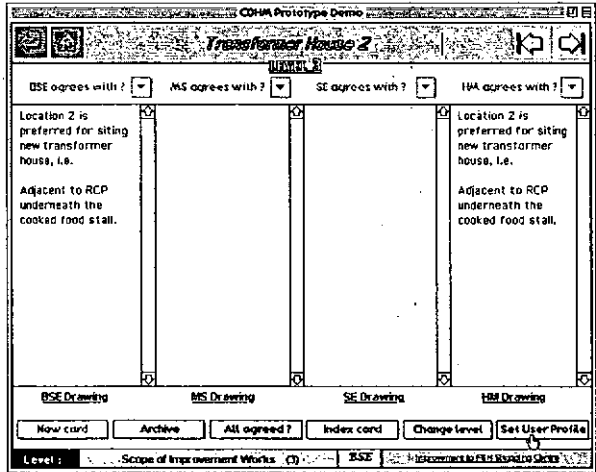 CDHM Prototype Demo
Transformer House 2
Level 3
BSE agrees with ? MS agrees with ? SE agrees with ? HM agrees with ?
Location 2 is
preferred for siting
new transformer
house, i.e.
Adjacent to RCP
underneath the
cooked food stall.
Location 2 is
preferred for siting
new transformer
house, i.e.
Adjacent to RCP
underneath the
cooked food stall.
BSE Drawing MS Drawing SE Drawing HM Drawing
New card Archive All agreed ? Index card Change level Set User Profile
Level : Scope of Improvement Works (3) BSE Improvement to